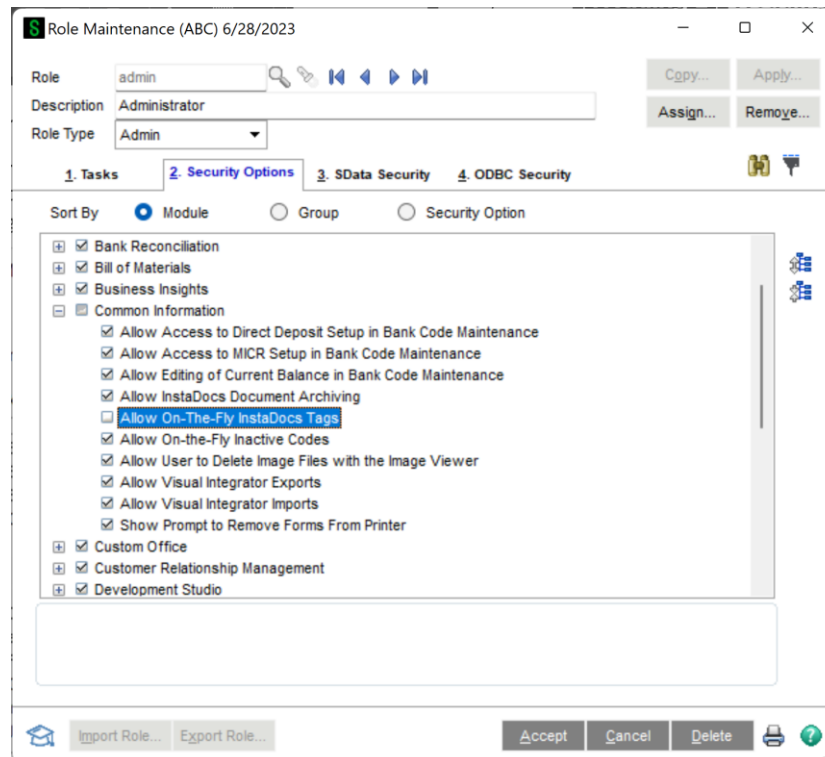 Role Maintenance (ABC) 6/28/2023
Role admin Copy... Apply...
Description Administrator Assign... Remove...
Role Type Admin
1. Tasks 2. Security Options 3. SData Security 4. ODBC Security
Sort By Module Group Security Option
Bank Reconciliation
Bill of Materials
Business Insights
Common Information
Allow Access to Direct Deposit Setup in Bank Code Maintenance
Allow Access to MICR Setup in Bank Code Maintenance
Allow Editing of Current Balance in Bank Code Maintenance
Allow InstaDocs Document Archiving
Allow On-The-Fly InstaDocs Tags
Allow On-the-Fly Inactive Codes
Allow User to Delete Image Files with the Image Viewer
Allow Visual Integrator Exports
Allow Visual Integrator Imports
Show Prompt to Remove Forms From Printer
Custom Office
Customer Relationship Management
Development Studio
Import Role... Export Role... Accept Cancel Delete